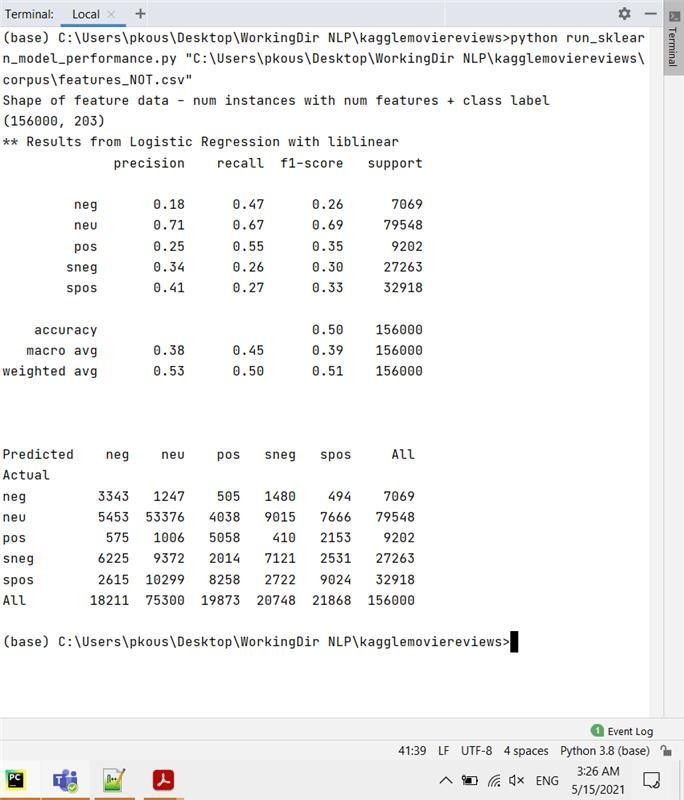 Terminal: Local × +
(base) C:\Users\pkous\Desktop\WorkingDir NLP\kagglemoviereviews>python run_sklear
n_model_performance.py "C:\Users\pkous\Desktop\WorkingDir NLP\kagglemoviereviews\
corpus\features_NOT.csv"
Shape of feature data - num instances with num features + class label
(156000, 203)
** Results from Logistic Regression with liblinear
precision recall f1-score support
neg 0.18 0.47 0.26 7069
neu 0.71 0.67 0.69 79548
pos 0.25 0.55 0.35 9202
sneg 0.34 0.26 0.30 27263
spos 0.41 0.27 0.33 32918
accuracy 0.50 156000
macro avg 0.38 0.45 0.39 156000
weighted avg 0.53 0.50 0.51 156000
Predicted neg neu pos sneg spos All
Actual
neg 3343 1247 505 1480 494 7069
neu 5453 53376 4038 9015 7666 79548
pos 575 1006 5058 410 2153 9202
sneg 6225 9372 2014 7121 2531 27263
spos 2615 10299 8258 2722 9024 32918
All 18211 75300 19873 20748 21868 156000
(base) C:\Users\pkous\Desktop\WorkingDir NLP\kagglemoviereviews>
Terminal
1 Event Log
41:39 LF UTF-8 4 spaces Python 3.8 (base)
PC
ENG
3:26 AM
5/15/2021